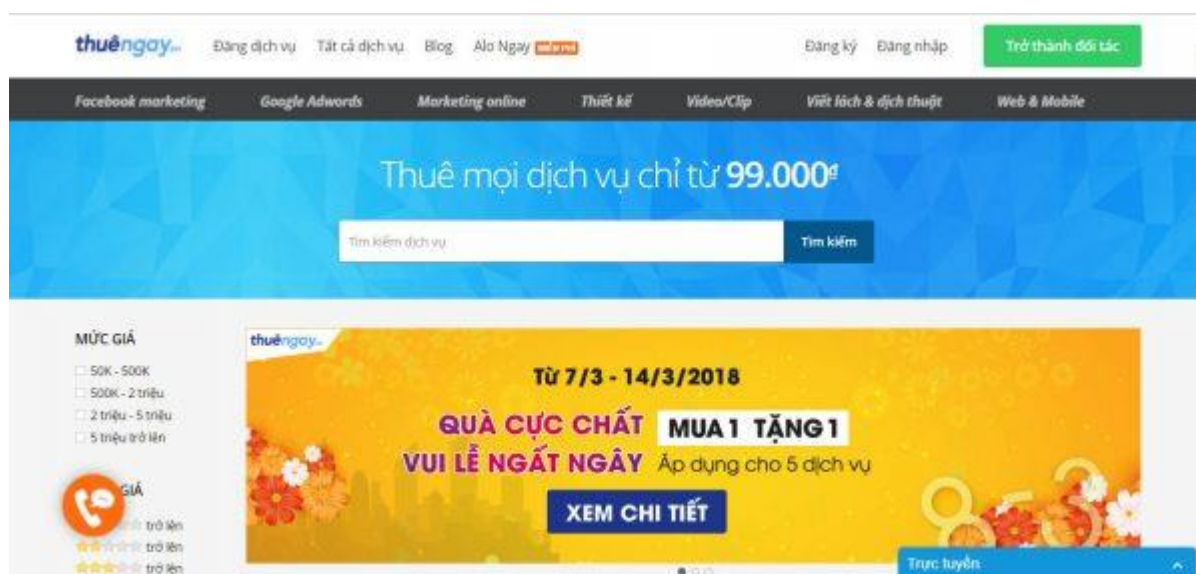 thuêngay
Đăng dịch vụ Tất cả dịch vụ Blog Alo Ngay
Đăng ký Đăng nhập Trở thành đối tác
Facebook marketing Google Adwords Marketing online Thiết kế Video/Clip Viết lách & dịch thuật Web & Mobile
Thuê mọi dịch vụ chỉ từ 99.000đ
Tìm kiếm dịch vụ Tìm kiếm
MỨC GIÁ
50K - 500K
500K - 2 triệu
2 triệu - 5 triệu
5 triệu trở lên
GIÁ
trở lên
trở lên
trở lên
thuêngay
Từ 7/3 - 14/3/2018
QUÀ CỰC CHẤT MUA 1 TẶNG 1
VUI LỄ NGẤT NGÂY Áp dụng cho 5 dịch vụ
XEM CHI TIẾT
8-3
Trực tuyến